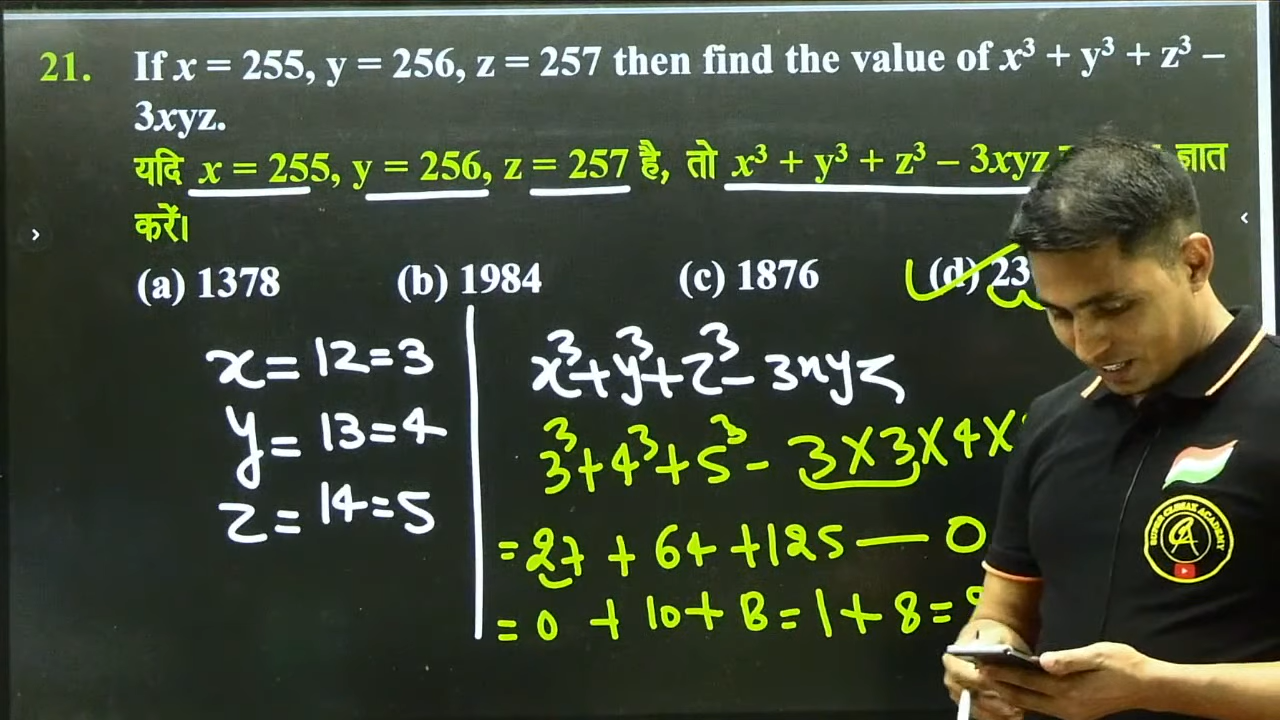 21. If x = 255, y = 256, z = 257 then find the value of x³ + y³ + z³ –
3xyz.
यदि x = 255, y = 256, z = 257 है, तो x³ + y³ + z³ – 3xyz ज्ञात
करें।
(a) 1378 (b) 1984 (c) 1876 (d) 23
x = 12 = 3
y = 13 = 4
z = 14 = 5
x³ + y³ + z³ – 3xyz
3³ + 4³ + 5³ – 3 × 3 × 4 ×
= 27 + 64 + 125 — 0
= 0 + 10 + 8 = 1 + 8 =